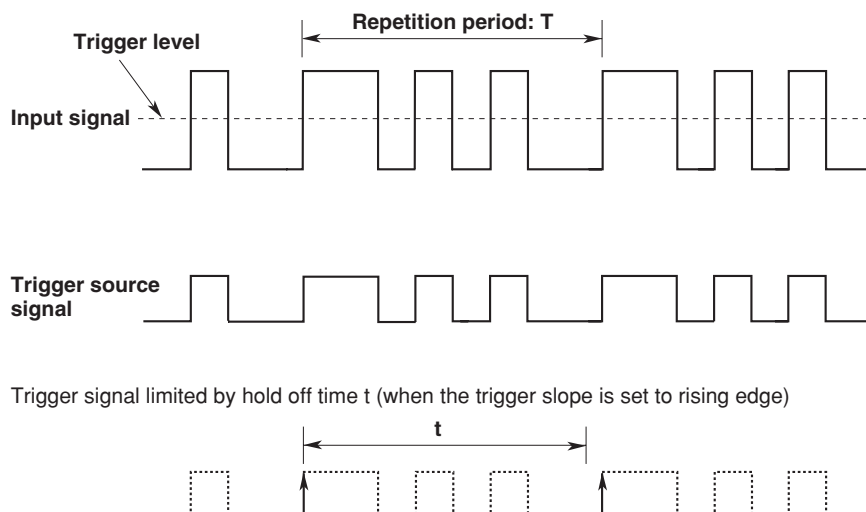 Repetition period: T
Trigger level
Input signal
Trigger source
signal
Trigger signal limited by hold off time t (when the trigger slope is set to rising edge)
t